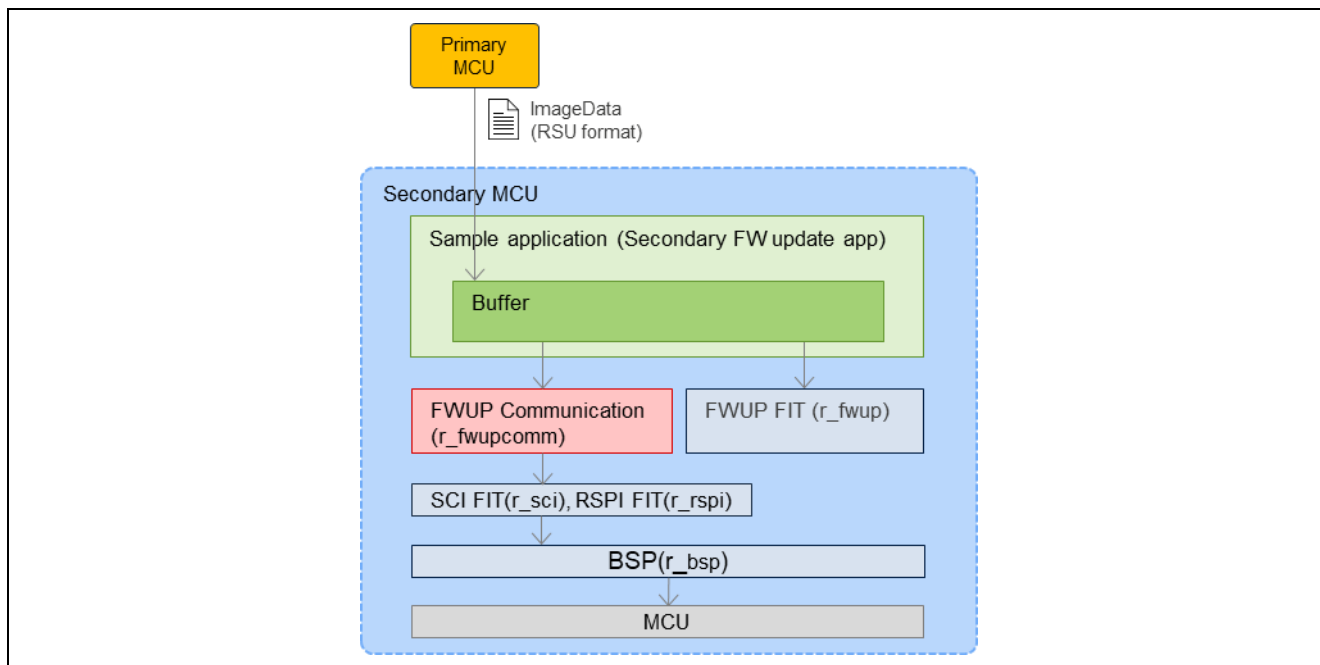 Primary
MCU
ImageData
(RSU format)
Secondary MCU
Sample application (Secondary FW update app)
Buffer
FWUP Communication
(r_fwupcomm)
FWUP FIT (r_fwup)
SCI FIT(r_sci), RSPI FIT(r_rspi)
BSP(r_bsp)
MCU